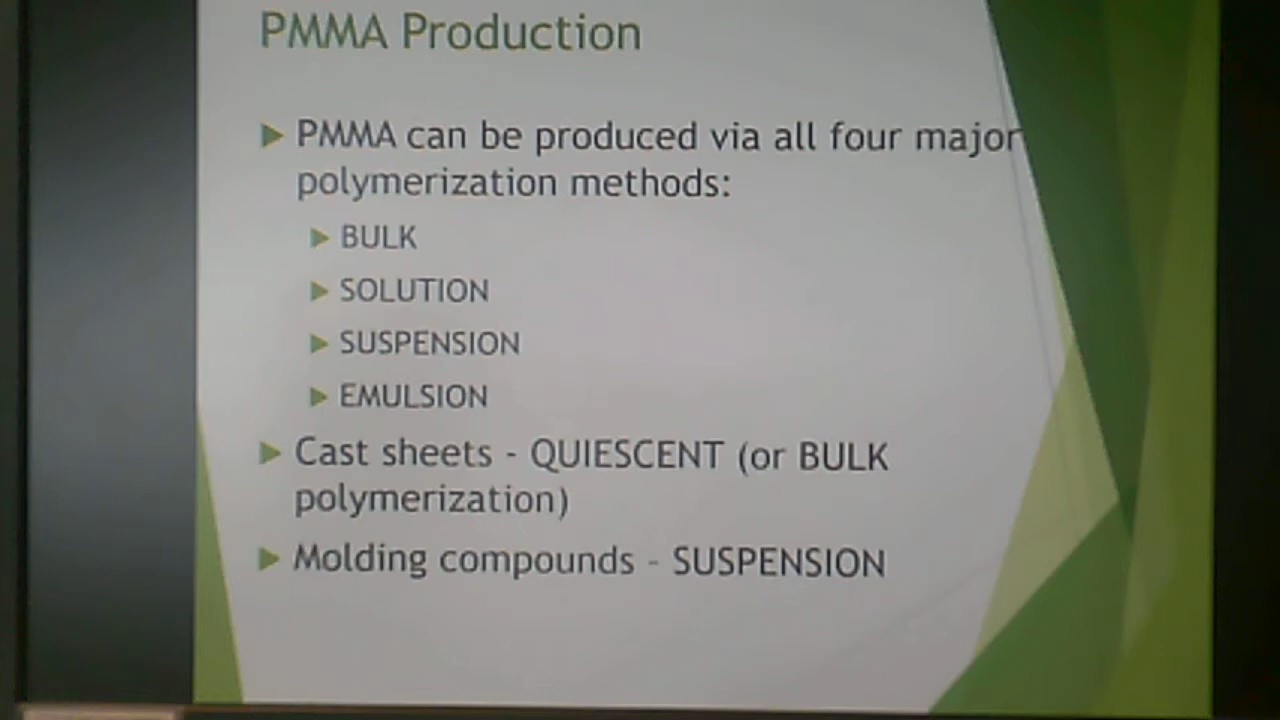 PMMA Production
PMMA can be produced via all four major
polymerization methods:
BULK
SOLUTION
SUSPENSION
EMULSION
Cast sheets - QUIESCENT (or BULK
polymerization)
Molding compounds - SUSPENSION